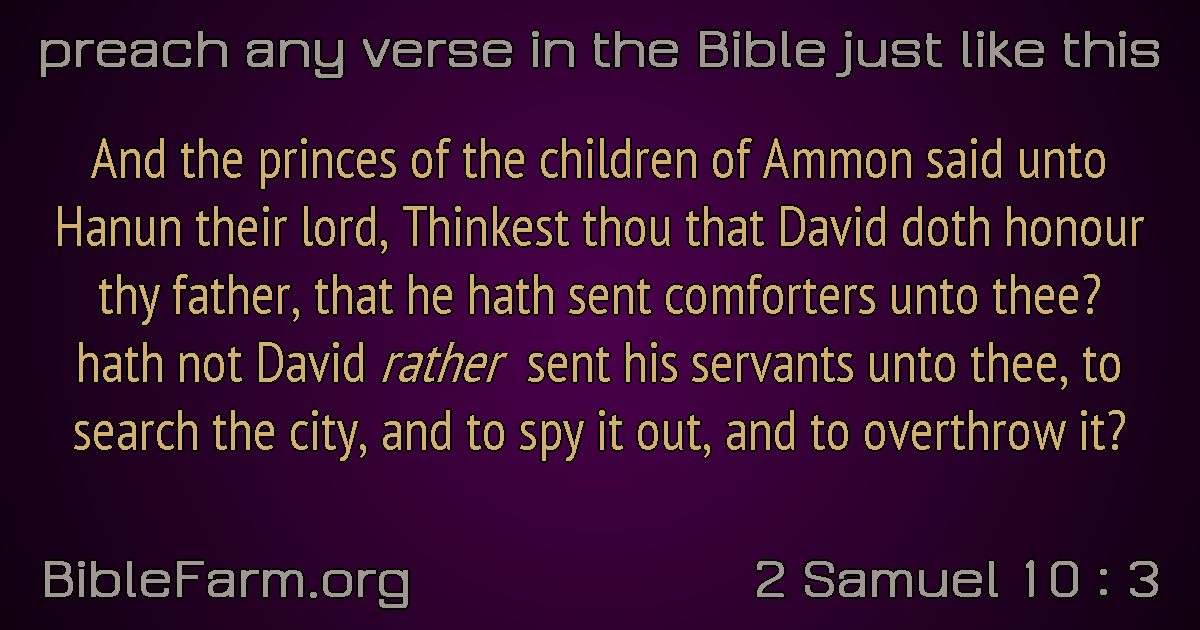 preach any verse in the Bible just like this
And the princes of the children of Ammon said unto
Hanun their lord, Thinkest thou that David doth honour
thy father, that he hath sent comforters unto thee?
hath not David rather sent his servants unto thee, to
search the city, and to spy it out, and to overthrow it?
BibleFarm.org
2 Samuel 10 : 3